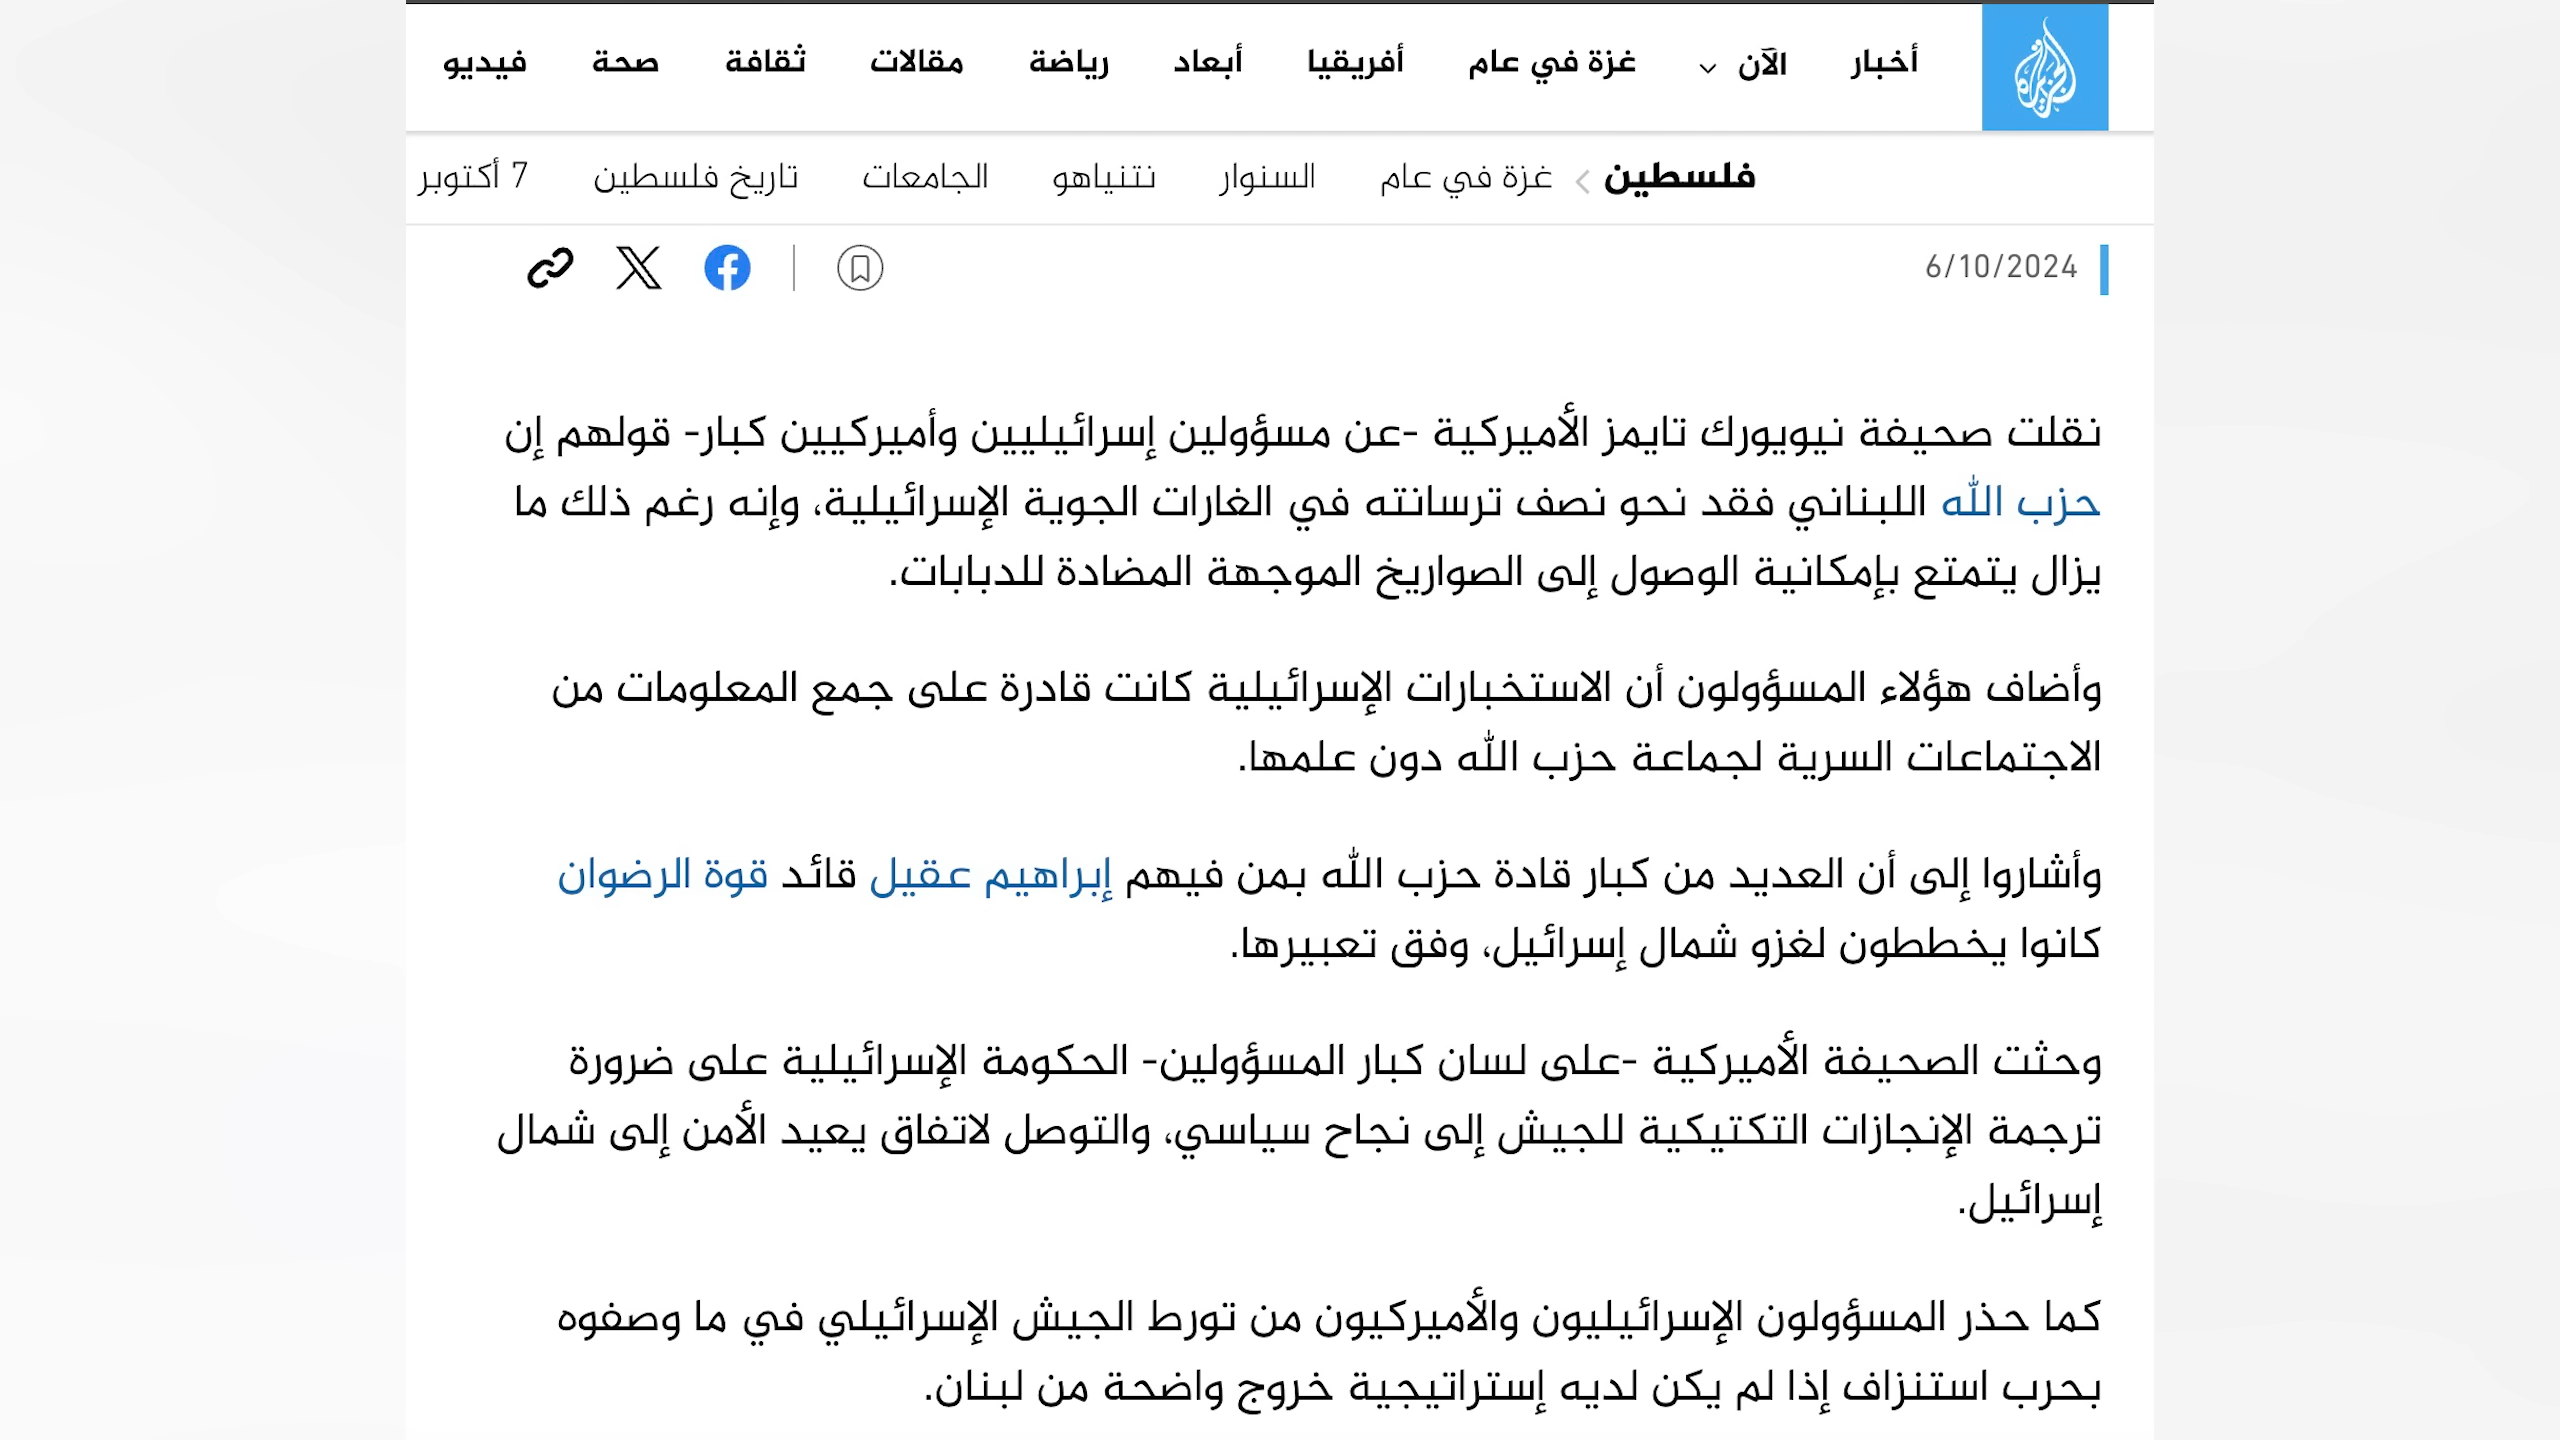 أخبار
الآن
غزة في عام
أفريقيا
أبعاد
رياضة
مقالات
ثقافة
صحة
فيديو
فلسطين
غزة في عام
السنوار
نتنياهو
الجامعات
تاريخ فلسطين
7 أكتوبر
6/10/2024
نقلت صحيفة نيويورك تايمز الأميركية -عن مسؤولين إسرائيليين وأميركيين كبار- قولهم إن
حزب الله اللبناني فقد نحو نصف ترسانته في الغارات الجوية الإسرائيلية، وإنه رغم ذلك ما
يزال يتمتع بإمكانية الوصول إلى الصواريخ الموجهة المضادة للدبابات.
وأضاف هؤلاء المسؤولون أن الاستخبارات الإسرائيلية كانت قادرة على جمع المعلومات من
الاجتماعات السرية لجماعة حزب الله دون علمها.
وأشاروا إلى أن العديد من كبار قادة حزب الله بمن فيهم إبراهيم عقيل قائد قوة الرضوان
كانوا يخططون لغزو شمال إسرائيل، وفق تعبيرها.
وحثت الصحيفة الأميركية -على لسان كبار المسؤولين- الحكومة الإسرائيلية على ضرورة
ترجمة الإنجازات التكتيكية للجيش إلى نجاح سياسي، والتوصل لاتفاق يعيد الأمن إلى شمال
إسرائيل.
كما حذر المسؤولون الإسرائيليون والأميركيون من تورط الجيش الإسرائيلي في ما وصفوه
بحرب استنزاف إذا لم يكن لديه إستراتيجية خروج واضحة من لبنان.